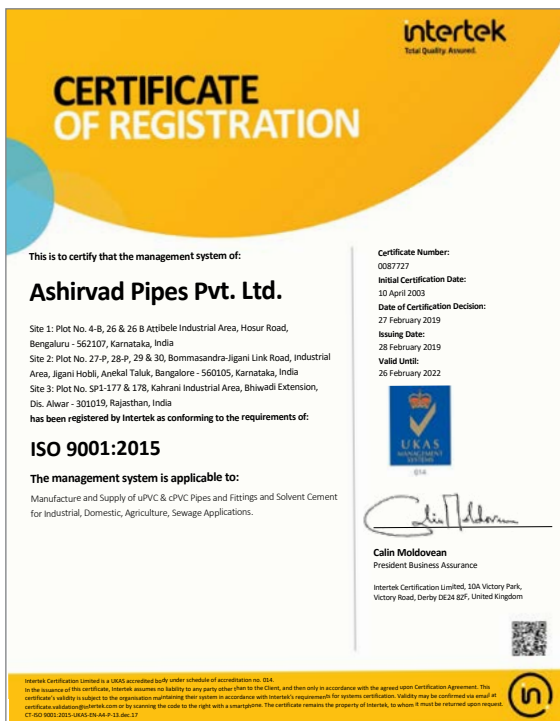 intertek
Total Quality. Assured.
CERTIFICATE
OF REGISTRATION
This is to certify that the management system of:
Ashirvad Pipes Pvt. Ltd.
Site 1: Plot No. 4-B, 26 & 26 B Attibele Industrial Area, Hosur Road,
Bengaluru - 562107, Karnataka, India
Site 2: Plot No. 27-P, 28-P, 29 & 30, Bommasandra-Jigani Link Road, Industrial
Area, Jigani Hobli, Anekal Taluk, Bangalore - 560105, Karnataka, India
Site 3: Plot No. SP1-177 & 178, Kahrani Industrial Area, Bhiwadi Extension,
Dis. Alwar - 301019, Rajasthan, India
has been registered by Intertek as conforming to the requirements of:
ISO 9001:2015
The management system is applicable to:
Manufacture and Supply of uPVC & cPVC Pipes and Fittings and Solvent Cement
for Industrial, Domestic, Agriculture, Sewage Applications.
Certificate Number:
0087727
Initial Certification Date:
10 April 2003
Date of Certification Decision:
27 February 2019
Issuing Date:
28 February 2019
Valid Until:
26 February 2022
UKAS
MANAGEMENT
SYSTEMS
014
Calin Moldovean
Calin Moldovean
President Business Assurance
Intertek Certification Limited, 10A Victory Park,
Victory Road, Derby DE24 8ZF, United Kingdom
Intertek Certification Limited is a UKAS accredited body under schedule of accreditation no. 014.
In the issuance of this certificate, Intertek assumes no liability to any party other than to the Client, and then only in accordance with the agreed upon Certification Agreement. This
certificate's validity is subject to the organisation maintaining their system in accordance with Intertek's requirements for systems certification. Validity may be confirmed via email at
certificate.validation@intertek.com or by scanning the code to the right with a smartphone. The certificate remains the property of Intertek, to whom it must be returned upon request.
CT-ISO 9001:2015-UKAS-EN-A4-P-13.dec.17
in